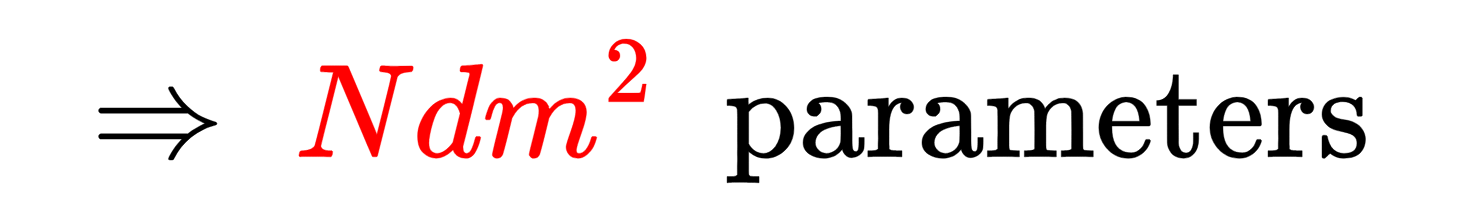 ⇒ Ndm² parameters